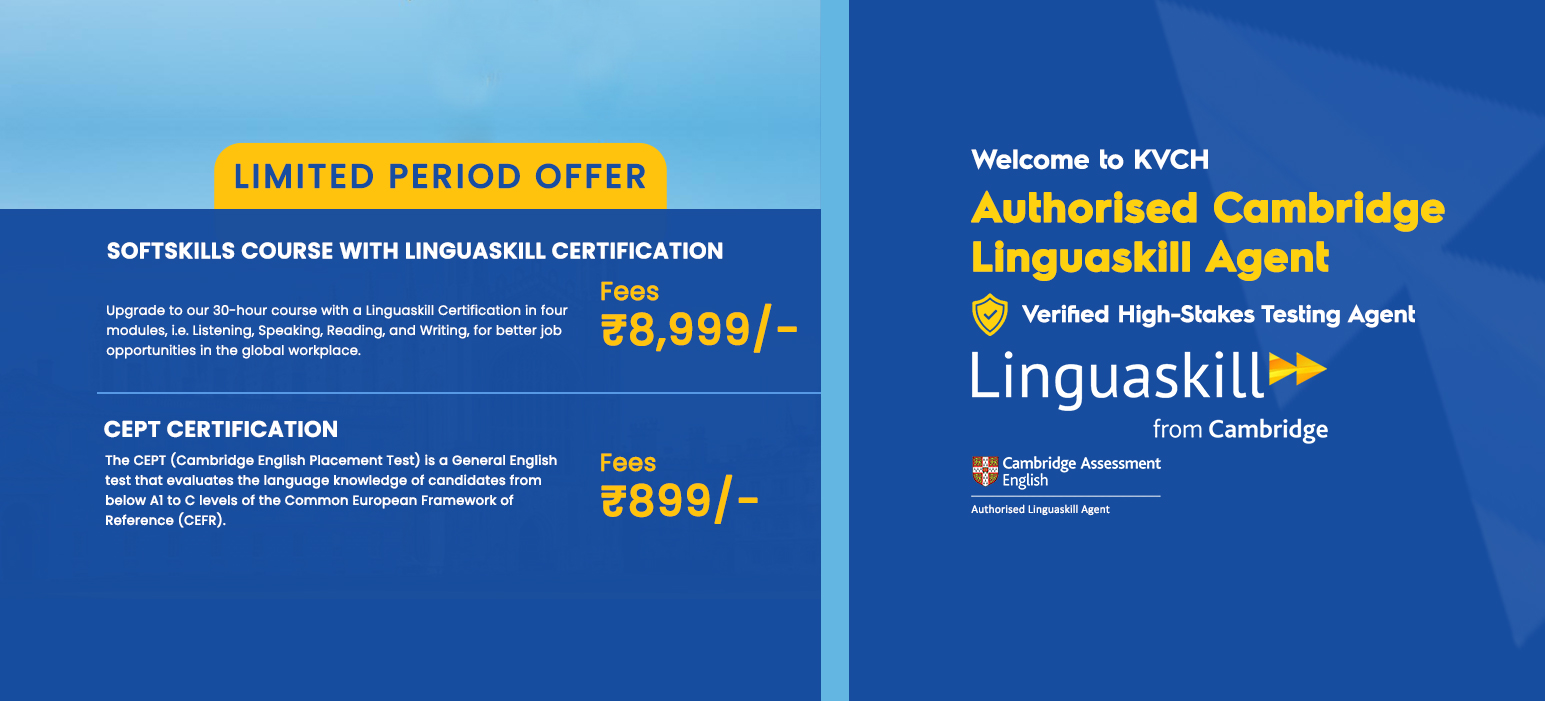 LIMITED PERIOD OFFER
SOFTSKILLS COURSE WITH LINGUASKILL CERTIFICATION
Upgrade to our 30-hour course with a Linguaskill Certification in four
modules, i.e. Listening, Speaking, Reading, and Writing, for better job
opportunities in the global workplace.
Fees
₹8,999/-
CEPT CERTIFICATION
The CEPT (Cambridge English Placement Test) is a General English
test that evaluates the language knowledge of candidates from
below A1 to C levels of the Common European Framework of
Reference (CEFR).
Fees
₹899/-
Welcome to KVCH
Authorised Cambridge
Linguaskill Agent
Verified High-Stakes Testing Agent
Linguaskill
from Cambridge
Cambridge Assessment
English
Authorised Linguaskill Agent